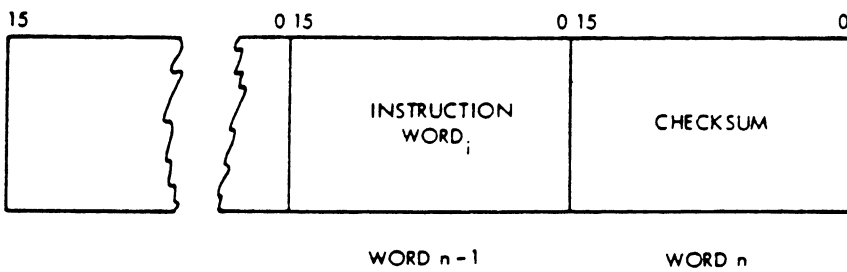 15 0 15 0 15 0
INSTRUCTION
WORD i
CHECKSUM
WORD n-1 WORD n